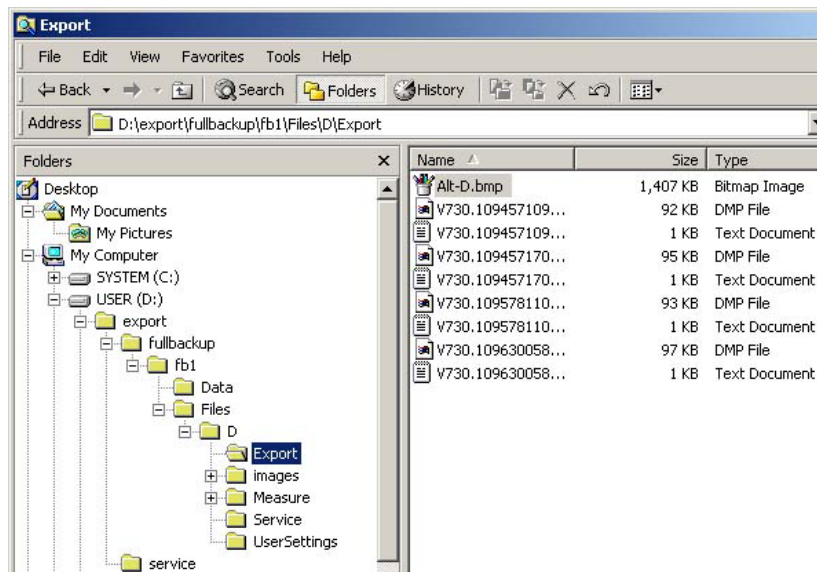 Export
File Edit View Favorites Tools Help
Back Search Folders History
Address D:\export\fullbackup\fb1\Files\D\Export
Folders
Desktop
My Documents
My Pictures
My Computer
SYSTEM (C:)
USER (D:)
export
fullbackup
fb1
Data
Files
D
Export
images
Measure
Service
UserSettings
service
Name Size Type
Alt-D.bmp 1,407 KB Bitmap Image
V730.109457109... 92 KB DMP File
V730.109457109... 1 KB Text Document
V730.109457170... 95 KB DMP File
V730.109457170... 1 KB Text Document
V730.109578110... 93 KB DMP File
V730.109578110... 1 KB Text Document
V730.109630058... 97 KB DMP File
V730.109630058... 1 KB Text Document